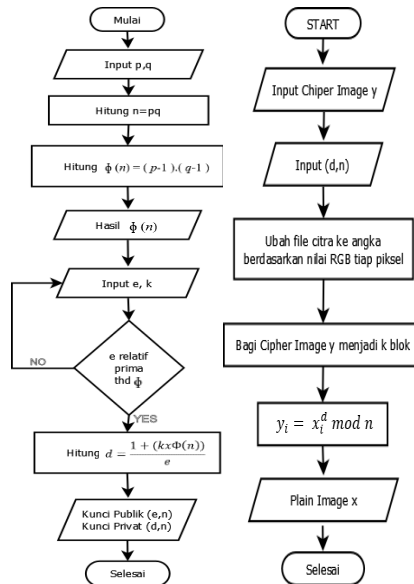 Mulai
Input p,q
Hitung n=pq
Hitung ϕ (n) = ( p-1 ) . ( q-1 )
Hasil ϕ (n)
Input e, k
e relatif
prima
thd ϕ
NO
YES
Hitung d = 1 + (kxΦ(n)) / e
Kunci Publik (e,n)
Kunci Privat (d,n)
Selesai
START
Input Chiper Image y
Input (d,n)
Ubah file citra ke angka
berdasarkan nilai RGB tiap piksel
Bagi Cipher Image y menjadi k blok
y_i = x_i^d mod n
Plain Image x
Selesai